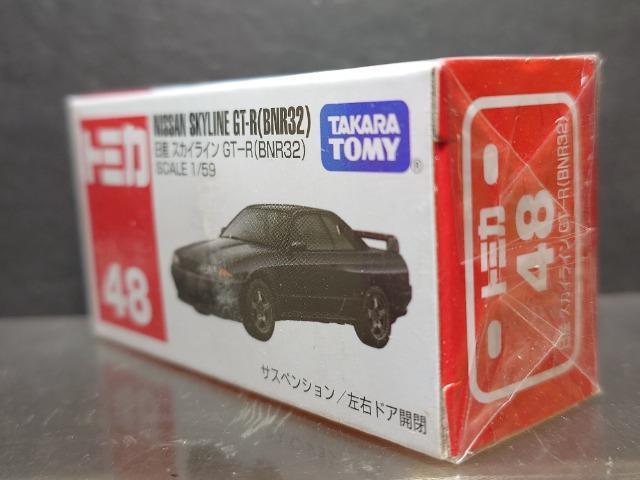 トミカ
48
NISSAN SKYLINE GT-R(BNR32)
日産 スカイライン GT-R(BNR32)
SCALE 1/59
TAKARA
TOMY®
サスペンション/左右ドア開閉
トミカ
48
日産 スカイライン GT-R(BNR32)